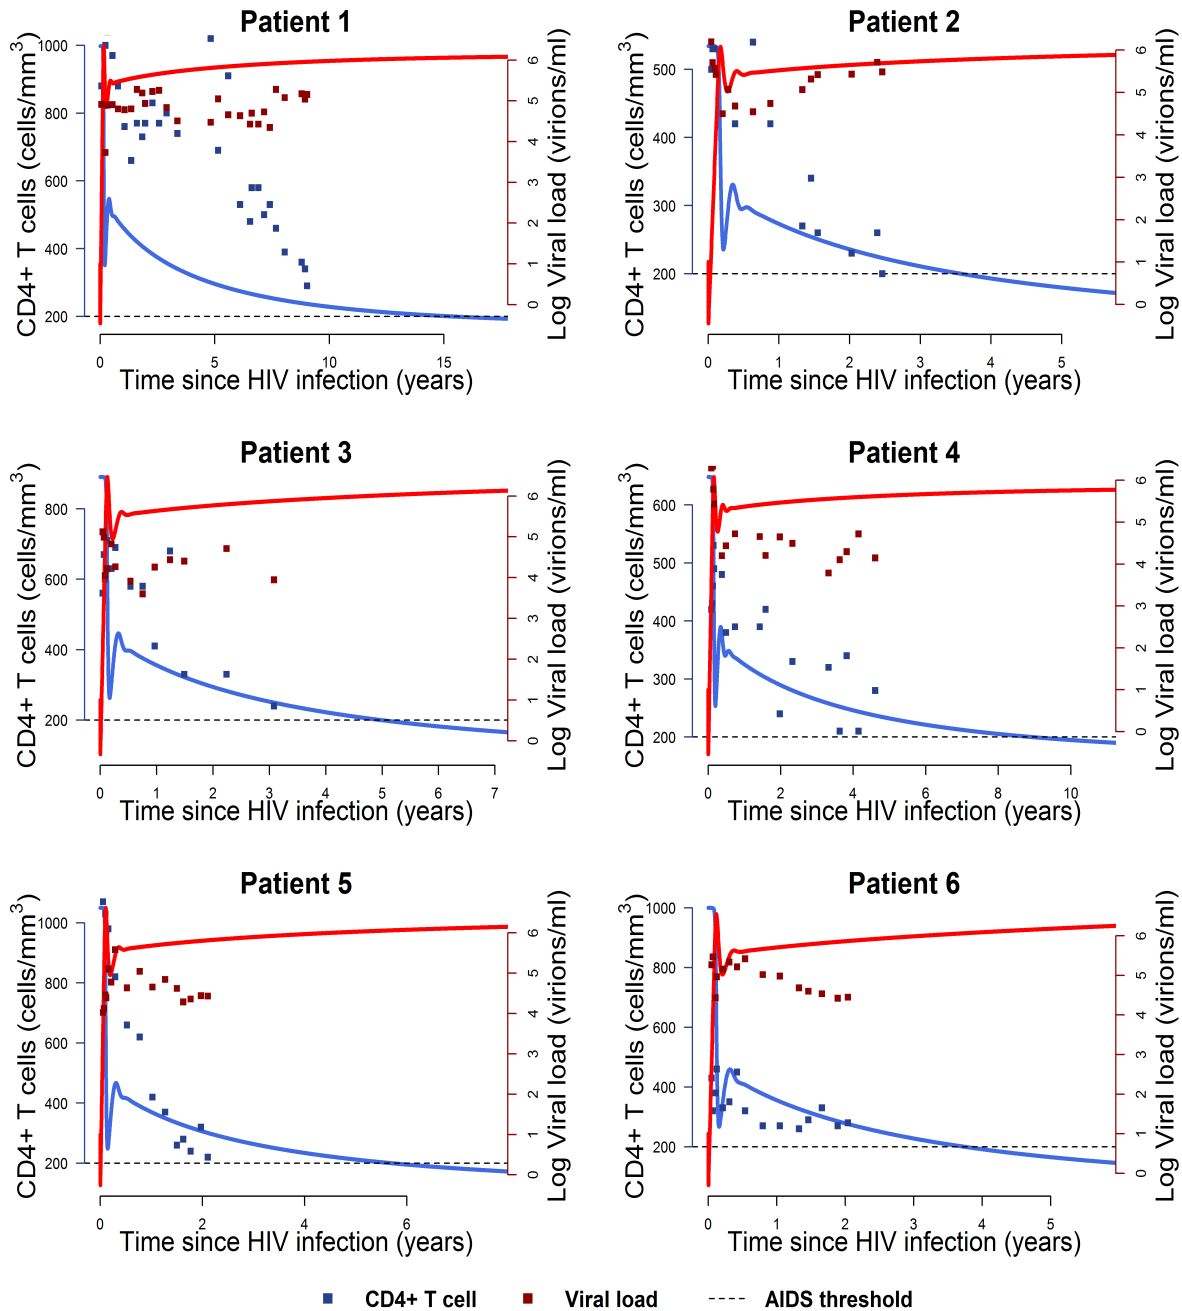 Patient 1
CD4+ T cells (cells/mm3)
1000
800
600
400
200
6
5
4
3
2
1
0
Log Viral load (virions/ml)
0 5 10 15
Time since HIV infection (years)
Patient 2
CD4+ T cells (cells/mm3)
500
400
300
200
6
5
4
3
2
1
0
Log Viral load (virions/ml)
0 1 2 3 4 5
Time since HIV infection (years)
Patient 3
CD4+ T cells (cells/mm3)
800
600
400
200
6
5
4
3
2
1
0
Log Viral load (virions/ml)
0 1 2 3 4 5 6 7
Time since HIV infection (years)
Patient 4
CD4+ T cells (cells/mm3)
600
500
400
300
200
6
5
4
3
2
1
0
Log Viral load (virions/ml)
0 2 4 6 8 10
Time since HIV infection (years)
Patient 5
CD4+ T cells (cells/mm3)
1000
800
600
400
200
6
5
4
3
2
1
0
Log Viral load (virions/ml)
0 2 4 6
Time since HIV infection (years)
Patient 6
CD4+ T cells (cells/mm3)
1000
800
600
400
200
6
5
4
3
2
1
0
Log Viral load (virions/ml)
0 1 2 3 4 5
Time since HIV infection (years)
CD4+ T cell
Viral load
AIDS threshold